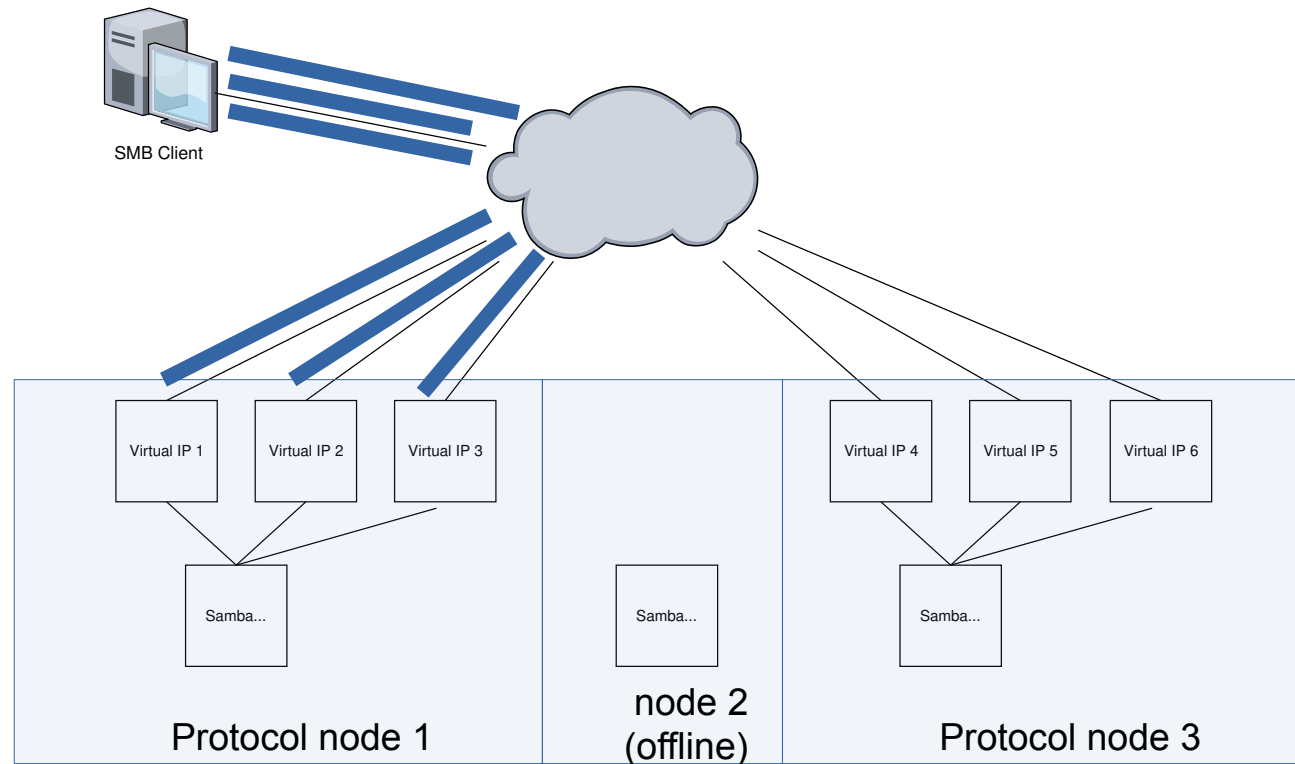 SMB Client
Virtual IP 1
Virtual IP 2
Virtual IP 3
Virtual IP 4
Virtual IP 5
Virtual IP 6
Samba...
Samba...
Samba...
Protocol node 1
node 2
(offline)
Protocol node 3